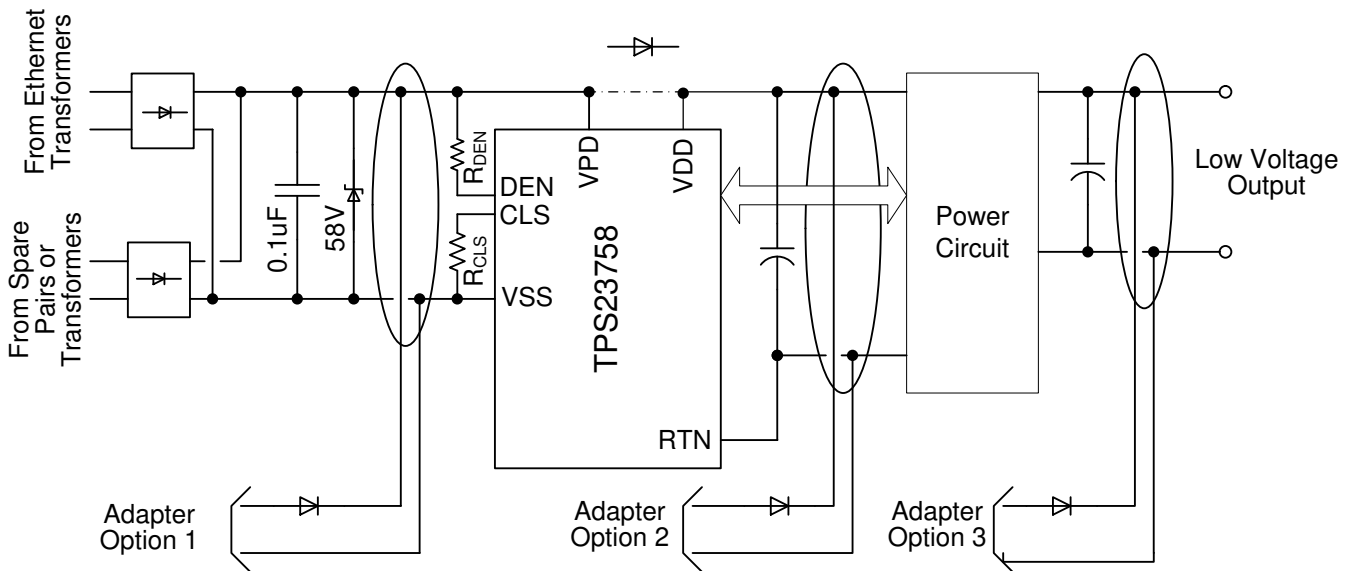 From Ethernet
Transformers
From Spare
Pairs or
Transformers
0.1uF
58V
RDEN
RCLS
DEN
CLS
VSS
VPD
VDD
TPS23758
RTN
Power
Circuit
Low Voltage
Output
Adapter
Option 1
Adapter
Option 2
Adapter
Option 3